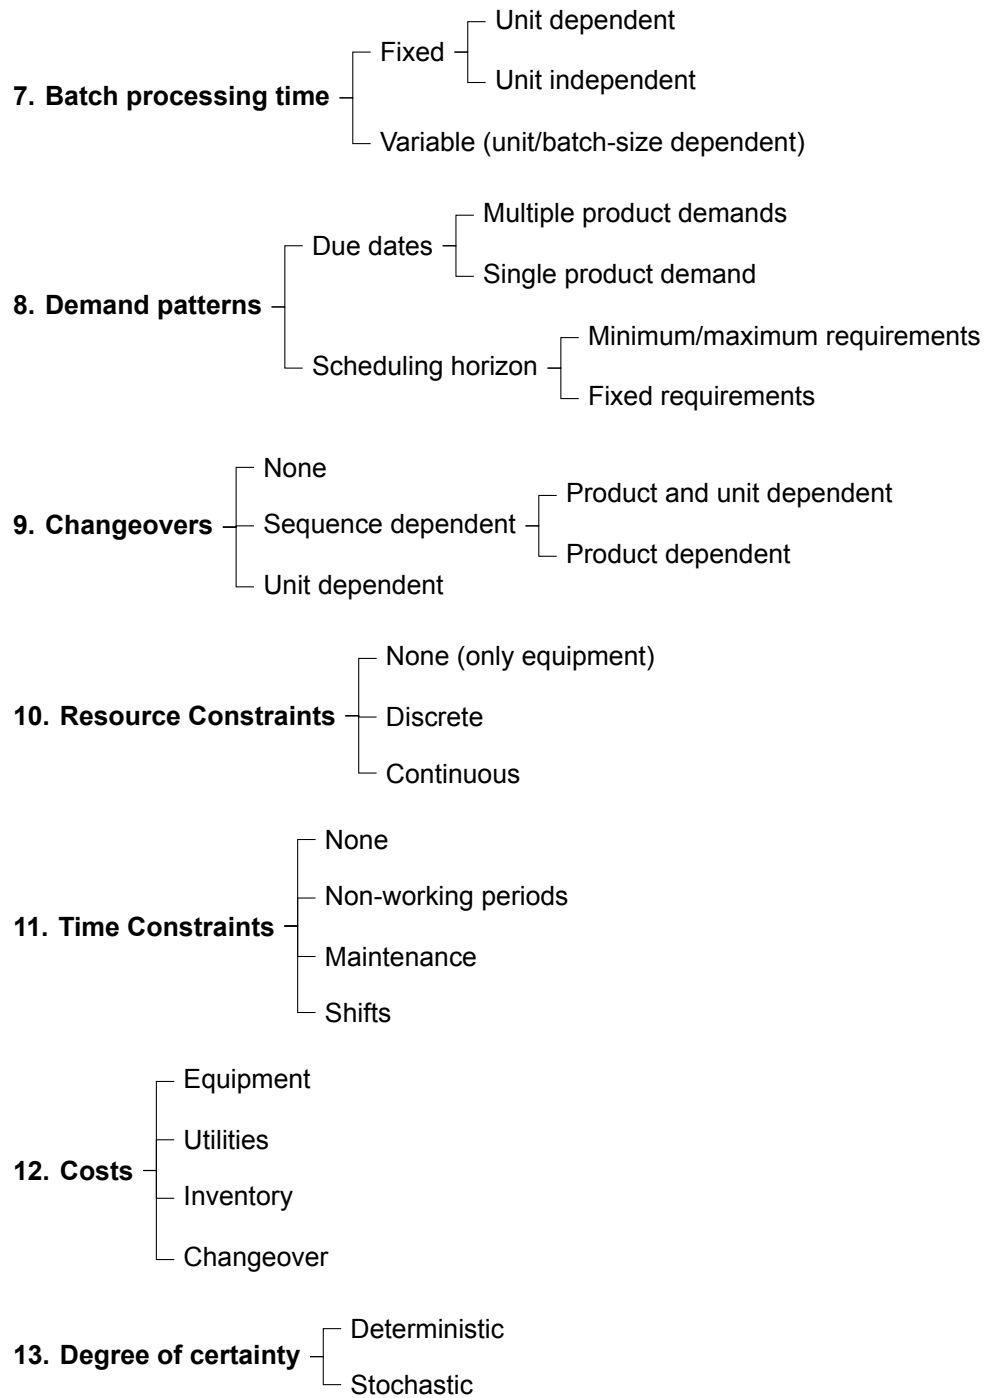 7. Batch processing time
Fixed
Unit dependent
Unit independent
Variable (unit/batch-size dependent)
8. Demand patterns
Due dates
Multiple product demands
Single product demand
Scheduling horizon
Minimum/maximum requirements
Fixed requirements
9. Changeovers
None
Sequence dependent
Product and unit dependent
Product dependent
Unit dependent
10. Resource Constraints
None (only equipment)
Discrete
Continuous
11. Time Constraints
None
Non-working periods
Maintenance
Shifts
12. Costs
Equipment
Utilities
Inventory
Changeover
13. Degree of certainty
Deterministic
Stochastic